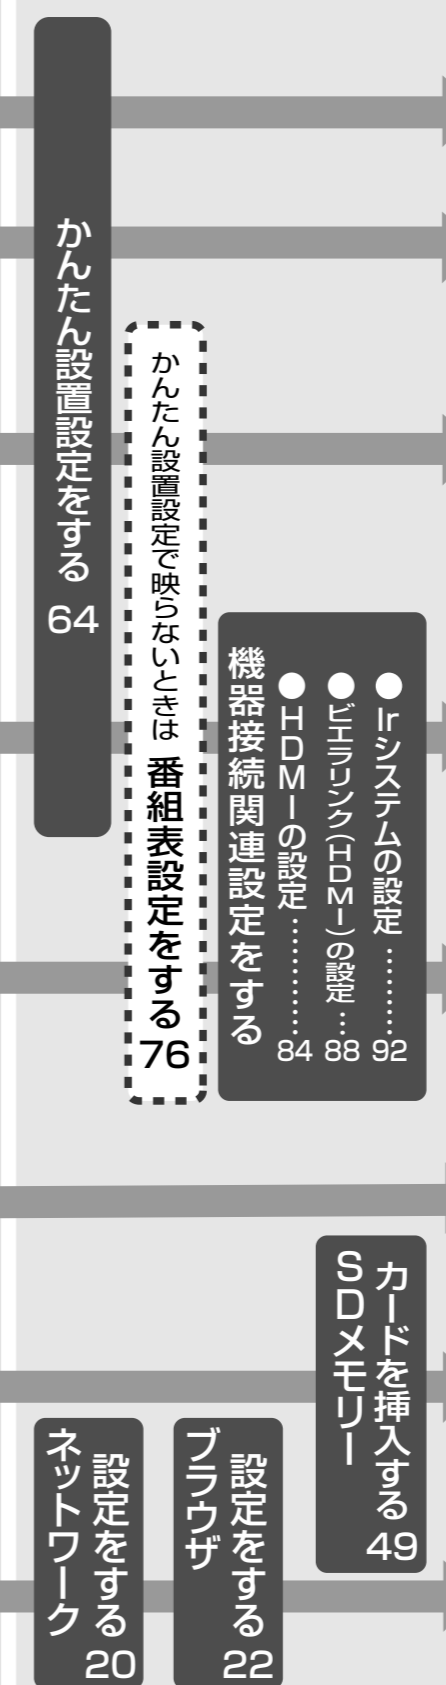 かんたん設置設定をする 64
かんたん設置設定で映らないときは 番組表設定をする 76
機器接続関連設定をする
●HDMIの設定 ………… 84
●ビエラリンク（HDMI）の設定 … 88
●Irシステムの設定 ……… 92
SDメモリー
カードを挿入する 49
ネットワーク
設定をする 20
ブラウザ
設定をする 22